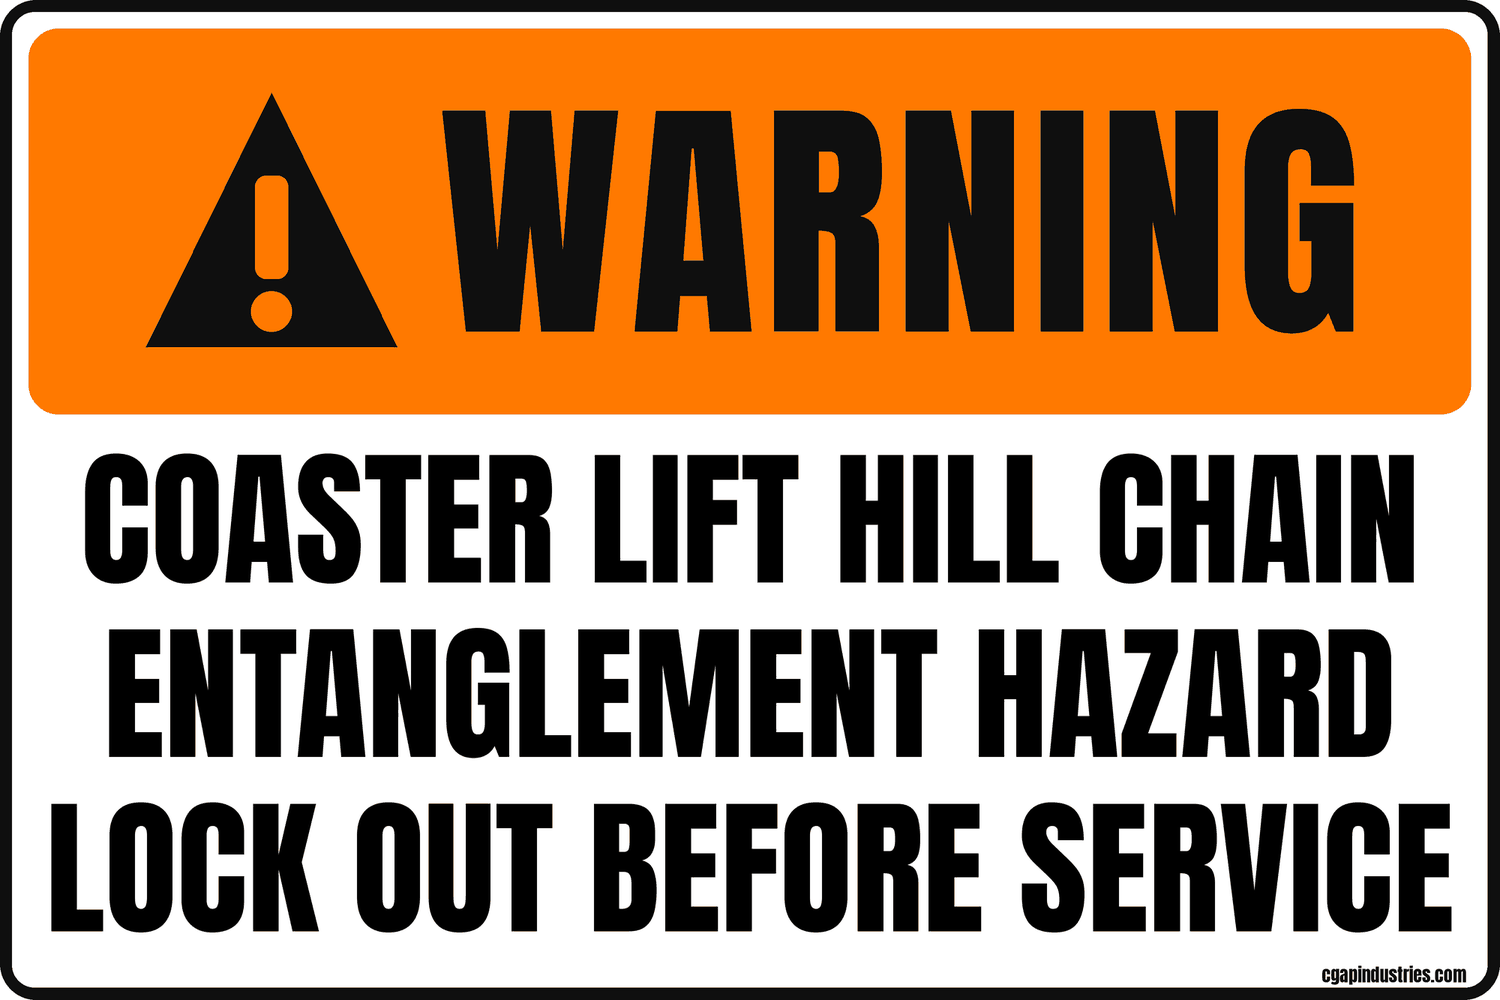 WARNING
COASTER LIFT HILL CHAIN
ENTANGLEMENT HAZARD
LOCK OUT BEFORE SERVICE
cgapindustries.com